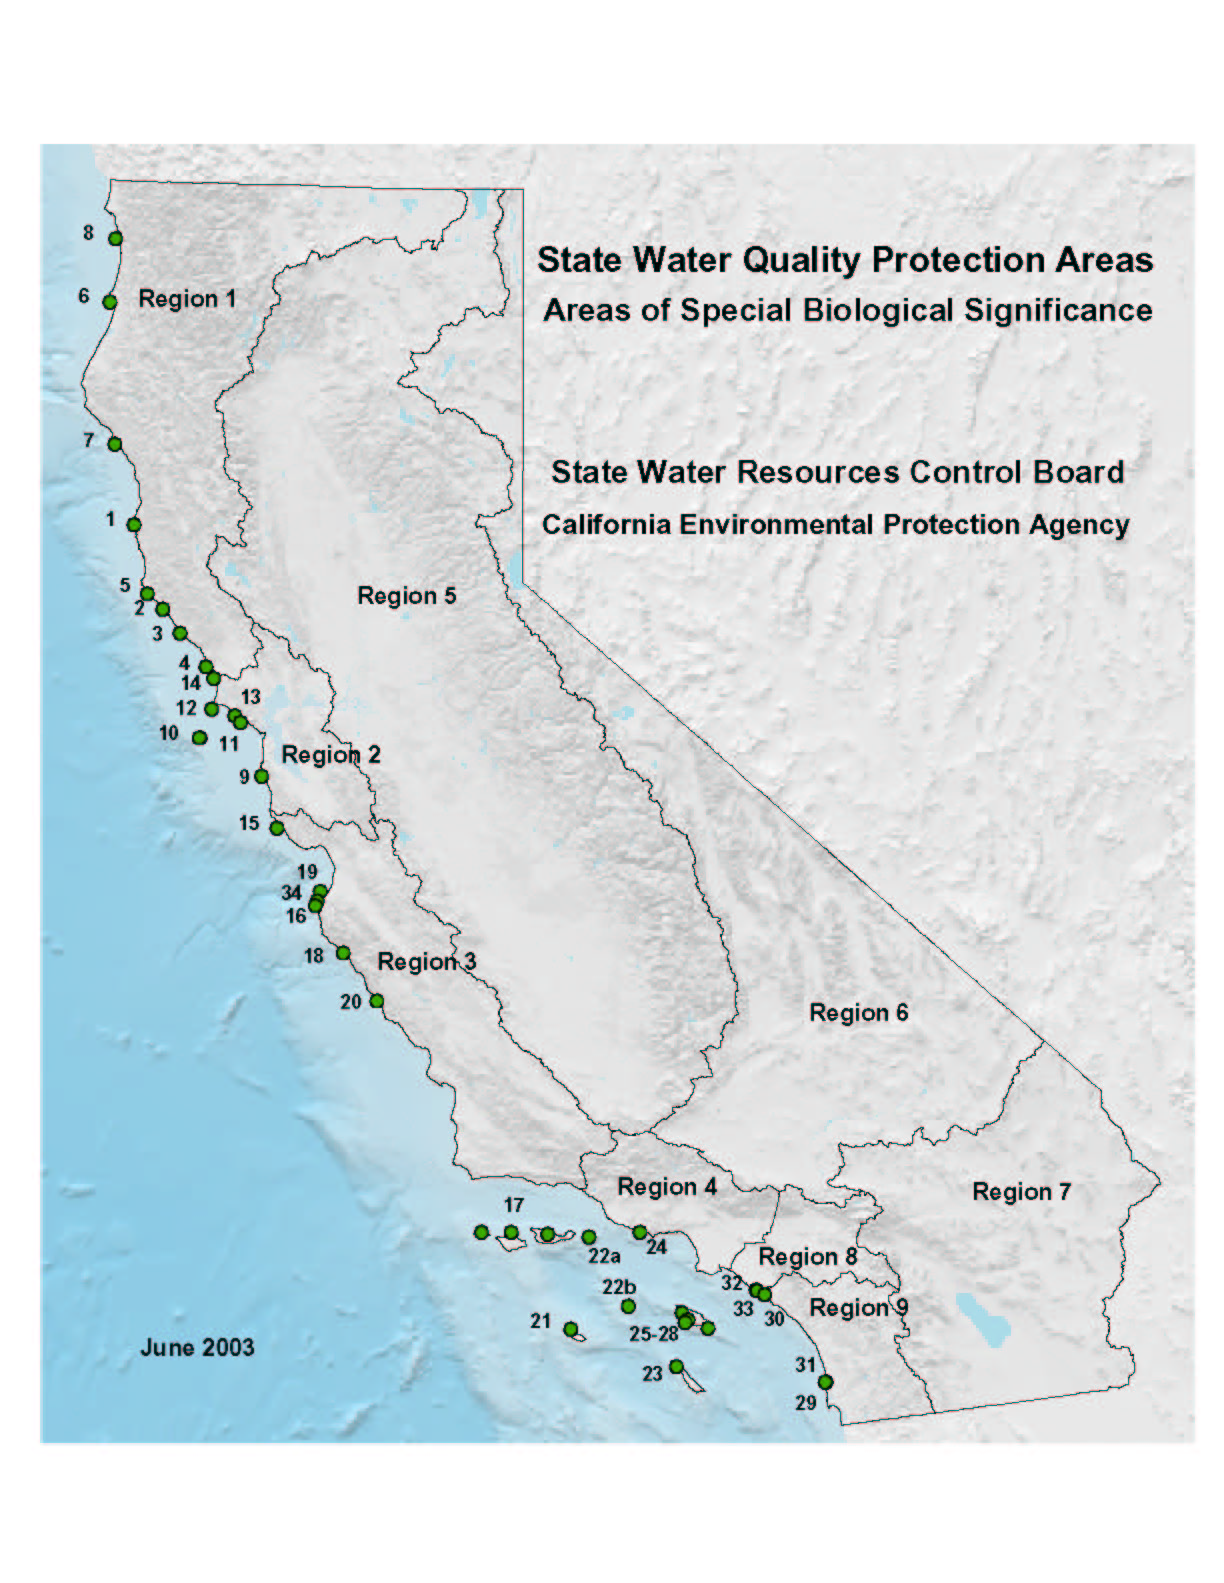 8
State Water Quality Protection Areas
6
Region 1
Areas of Special Biological Significance
7
State Water Resources Control Board
1
California Environmental Protection Agency
5
Region 5
2
3
4
14
13
12
10
11
Region 2
9
15
19
34
16
18
Region 3
20
Region 6
Region 4
Region 7
17
24
22a
Region 8
32
22b
33
30
Region 9
21
25-28
June 2003
23
31
29